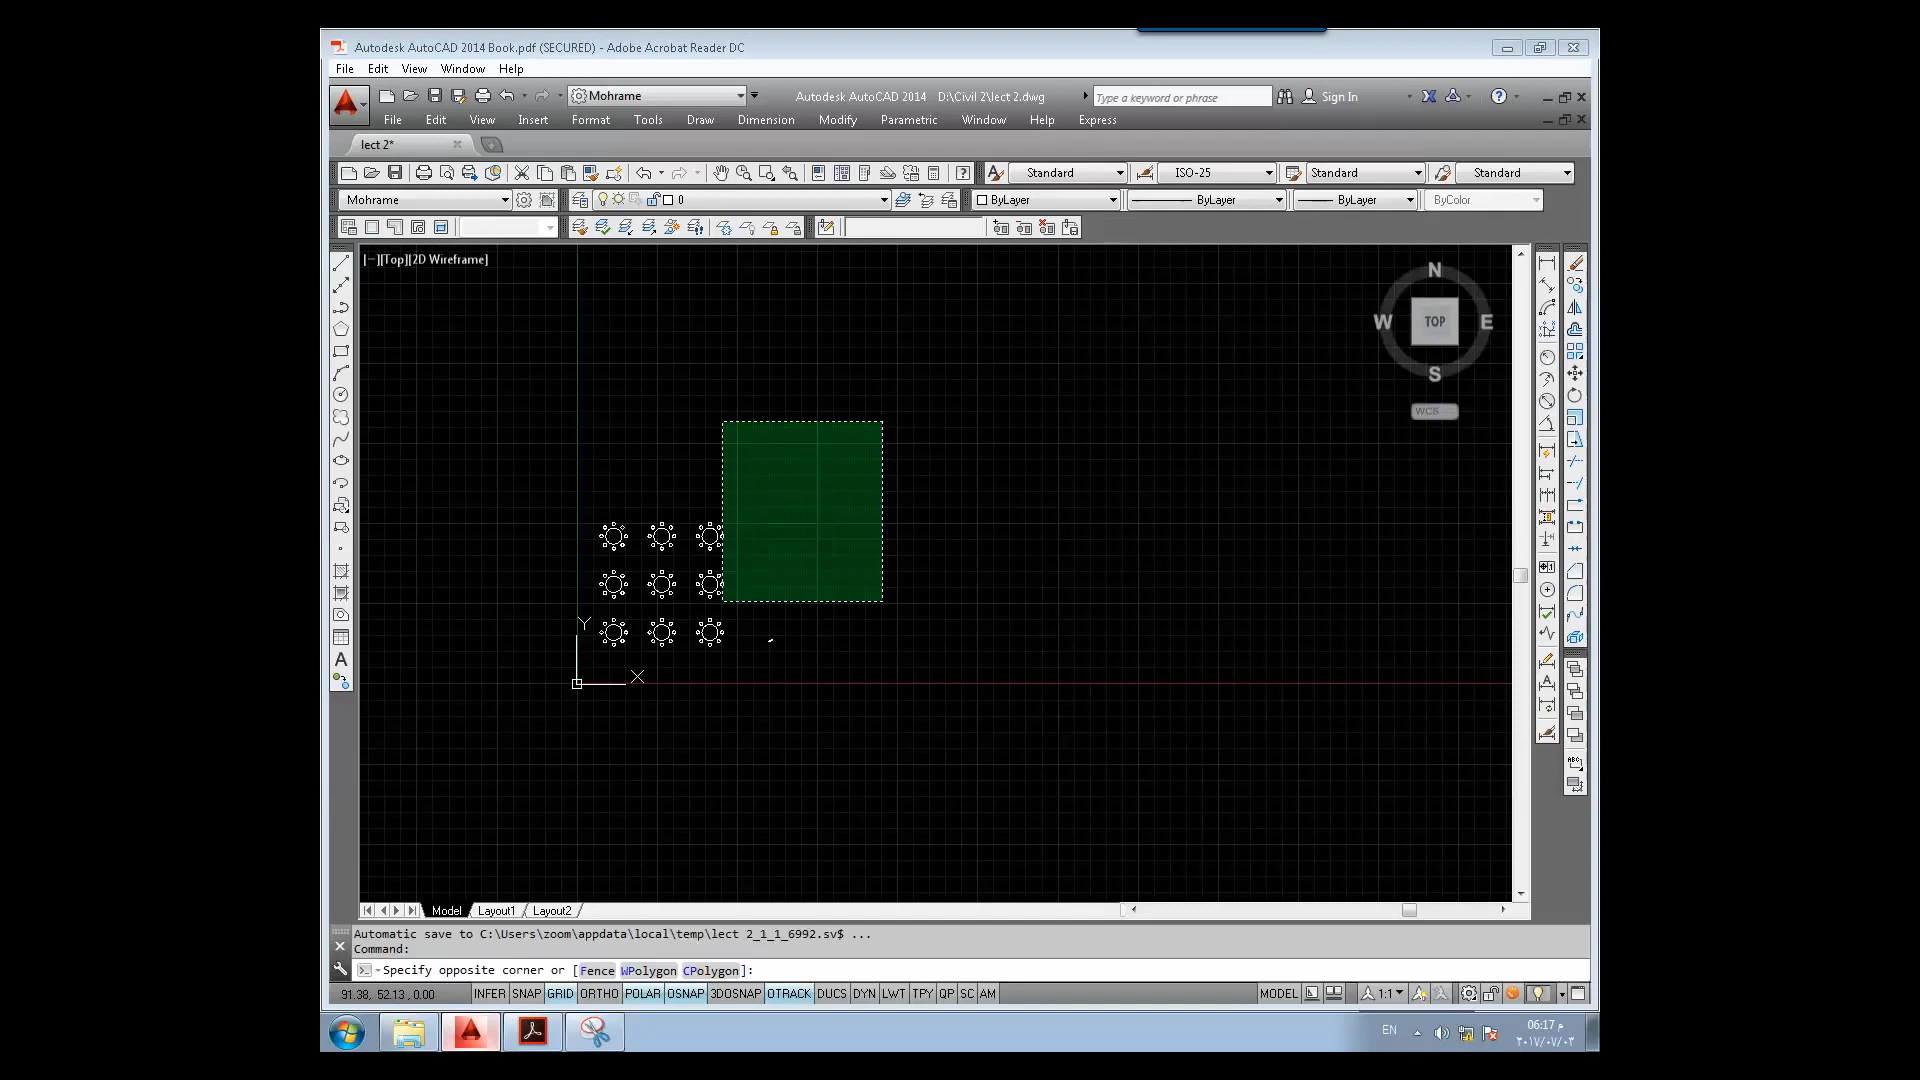 Autodesk AutoCAD 2014 Book.pdf (SECURED) - Adobe Acrobat Reader DC
File Edit View Window Help
Mohrame
Autodesk AutoCAD 2014 D:\Civil 2\lect 2.dwg
Type a keyword or phrase
Sign In
File Edit View Insert Format Tools Draw Dimension Modify Parametric Window Help Express
lect 2*
Standard ISO-25 Standard Standard
Mohrame 0 ByLayer ByLayer ByLayer ByColor
[−][Top][2D Wireframe]
N
W TOP E
S
WCS
Y
X
A
ABC
Model Layout1 Layout2
Automatic save to C:\Users\zoom\appdata\local\temp\lect 2_1_1_6992.sv$ ...
Command:
Specify opposite corner or [Fence WPolygon CPolygon]:
91.38, 52.13, 0.00 INFER SNAP GRID ORTHO POLAR OSNAP 3DOSNAP OTRACK DUCS DYN LWT TPY QP SC AM MODEL 1:1
EN
06:17 م
٢٠١٧/٠٧/٠٣